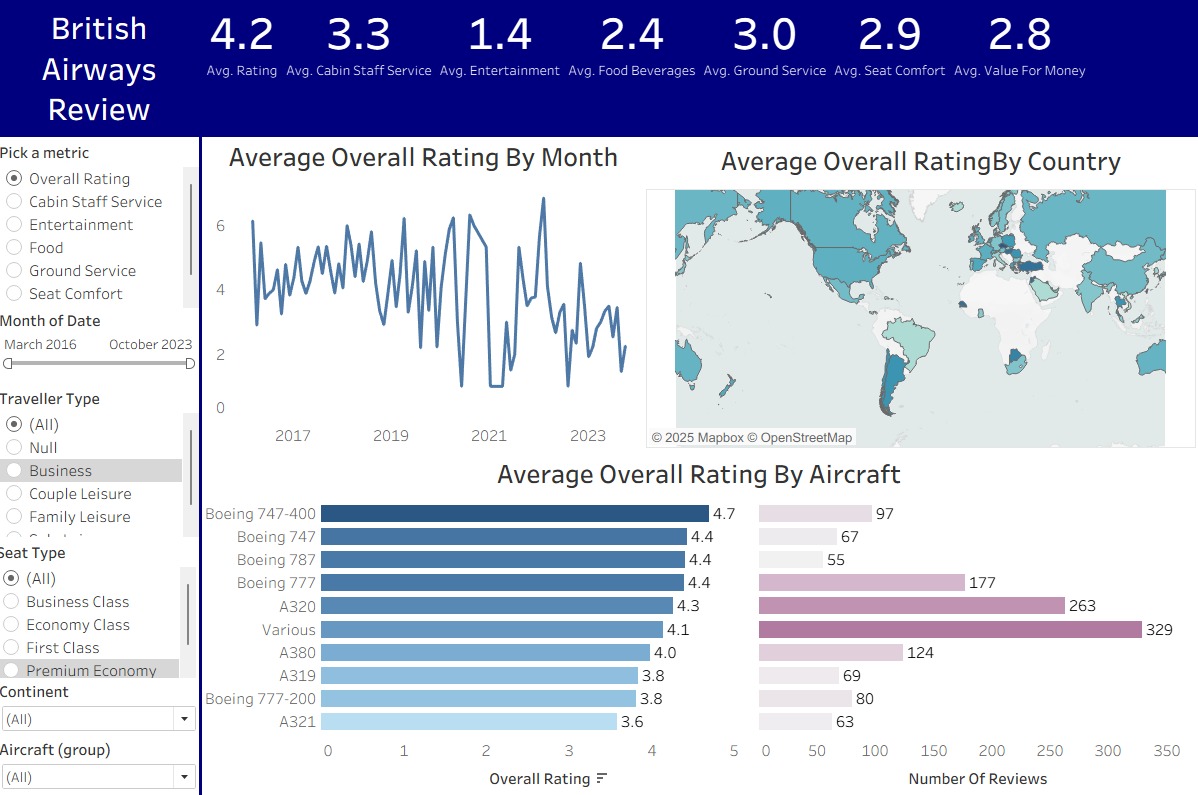 British
Airways
Review
4.2 3.3 1.4 2.4 3.0 2.9 2.8
Avg. Rating Avg. Cabin Staff Service Avg. Entertainment Avg. Food Beverages Avg. Ground Service Avg. Seat Comfort Avg. Value For Money
Pick a metric
Overall Rating
Cabin Staff Service
Entertainment
Food
Ground Service
Seat Comfort
Month of Date
March 2016 October 2023
Traveller Type
(All)
Null
Business
Couple Leisure
Family Leisure
Seat Type
(All)
Business Class
Economy Class
First Class
Premium Economy
Continent
(All)
Aircraft (group)
(All)
Average Overall Rating By Month
6
4
2
0
2017 2019 2021 2023
Average Overall RatingBy Country
© 2025 Mapbox © OpenStreetMap
Average Overall Rating By Aircraft
Boeing 747-400 4.7 97
Boeing 747 4.4 67
Boeing 787 4.4 55
Boeing 777 4.4 177
A320 4.3 263
Various 4.1 329
A380 4.0 124
A319 3.8 69
Boeing 777-200 3.8 80
A321 3.6 63
0 1 2 3 4 5 0 50 100 150 200 250 300 350
Overall Rating Number Of Reviews